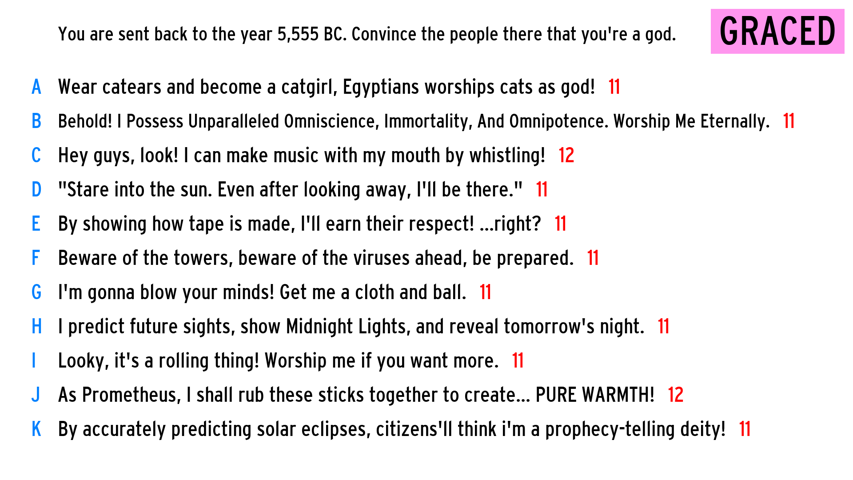 You are sent back to the year 5,555 BC. Convince the people there that you're a god.
GRACED
A Wear catears and become a catgirl, Egyptians worships cats as god! 11
B Behold! I Possess Unparalleled Omniscience, Immortality, And Omnipotence. Worship Me Eternally. 11
C Hey guys, look! I can make music with my mouth by whistling! 12
D "Stare into the sun. Even after looking away, I'll be there." 11
E By showing how tape is made, I'll earn their respect! ...right? 11
F Beware of the towers, beware of the viruses ahead, be prepared. 11
G I'm gonna blow your minds! Get me a cloth and ball. 11
H I predict future sights, show Midnight Lights, and reveal tomorrow's night. 11
I Looky, it's a rolling thing! Worship me if you want more. 11
J As Prometheus, I shall rub these sticks together to create... PURE WARMTH! 12
K By accurately predicting solar eclipses, citizens'll think i'm a prophecy-telling deity! 11